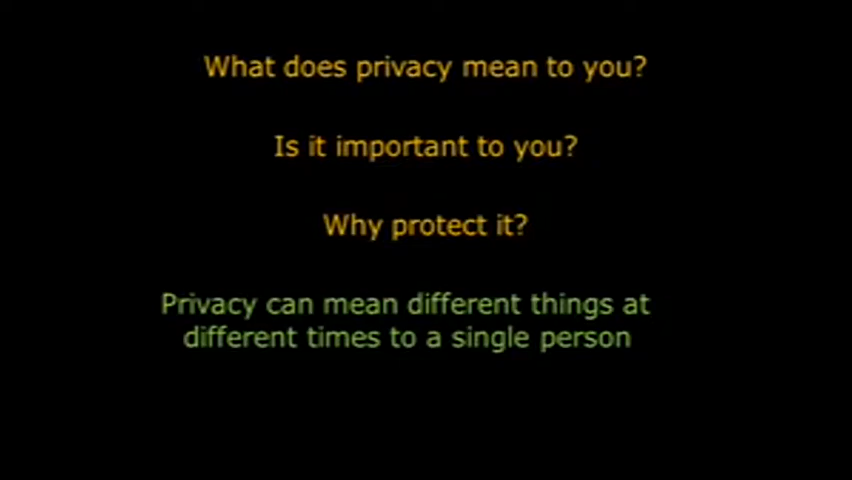 What does privacy mean to you?
Is it important to you?
Why protect it?
Privacy can mean different things at
different times to a single person